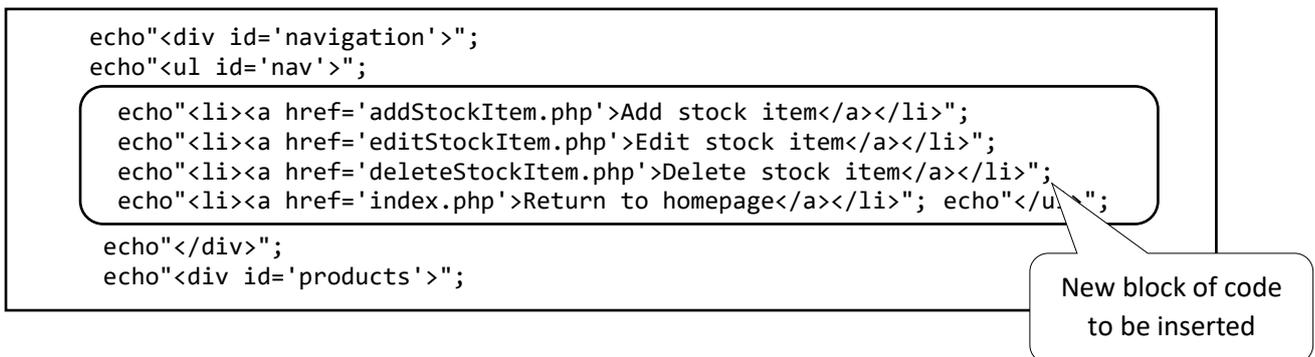 echo"<div id='navigation'>";
echo"<ul id='nav'>";
echo"<li><a href='addStockItem.php'>Add stock item</a></li>";
echo"<li><a href='editStockItem.php'>Edit stock item</a></li>";
echo"<li><a href='deleteStockItem.php'>Delete stock item</a></li>";
echo"<li><a href='index.php'>Return to homepage</a></li>"; echo"</ul>";
echo"</div>";
echo"<div id='products'>";
New block of code
to be inserted